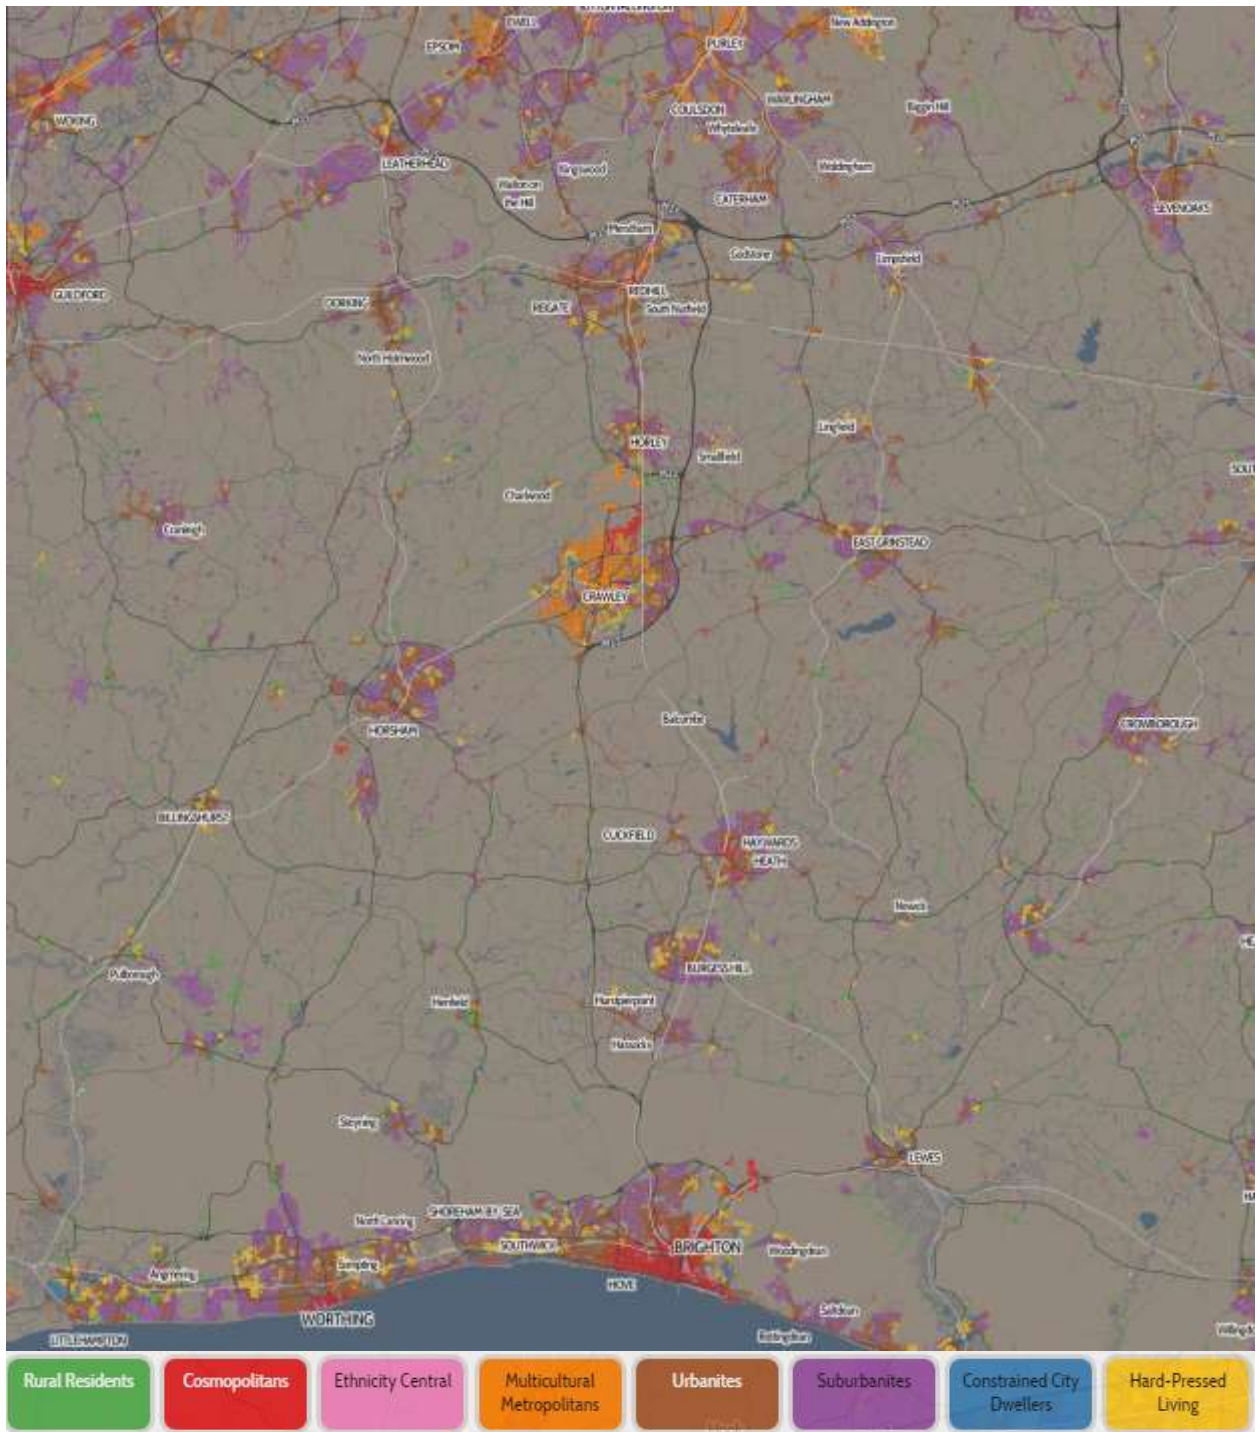 EWELL
New Addington
EPSOM
PURLEY
WOKING
COULSDON
WARLINGHAM
Whyteleafe
Biggin Hill
LEATHERHEAD
Kingswood
Woldingham
Walton on
the Hill
CATERHAM
SEVENOAKS
Merstham
Godstone
Limpsfield
GUILDFORD
DORKING
REDHILL
REIGATE
South Nutfield
North Holmwood
Lingfield
HORLEY
Smallfield
Charlwood
Cranleigh
EAST GRINSTEAD
CRAWLEY
HORSHAM
Balcombe
CROWBOROUGH
BILLINGSHURST
CUCKFIELD
HAYWARDS
HEATH
Newick
Pulborough
BURGESS HILL
Henfield
Hurstpierpoint
Hassocks
Steyning
LEWES
SHOREHAM BY SEA
North Lancing
SOUTHWICK
BRIGHTON
Woodingdean
Angmering
Sompting
HOVE
WORTHING
Saltdean
Rottingdean
LITTLEHAMPTON
Rural Residents
Cosmopolitans
Ethnicity Central
Multicultural
Metropolitans
Urbanites
Suburbanites
Constrained City
Dwellers
Hard-Pressed
Living